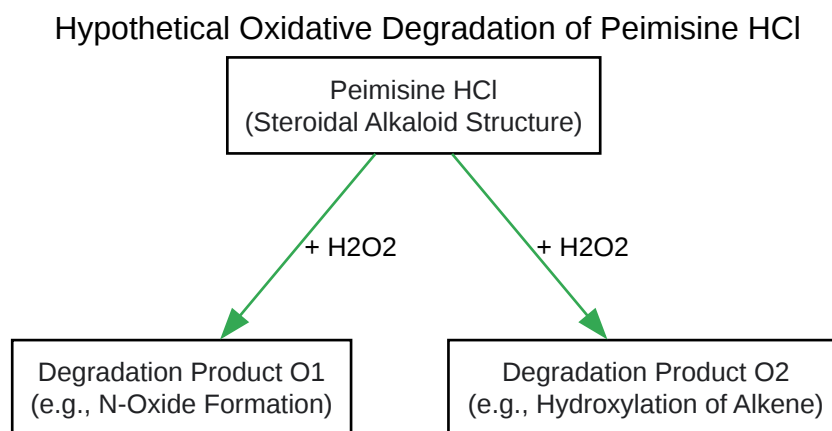 Hypothetical Oxidative Degradation of Peimisine HCl
Peimisine HCl
(Steroidal Alkaloid Structure)
+ H2O2
+ H2O2
Degradation Product O1
(e.g., N-Oxide Formation)
Degradation Product O2
(e.g., Hydroxylation of Alkene)